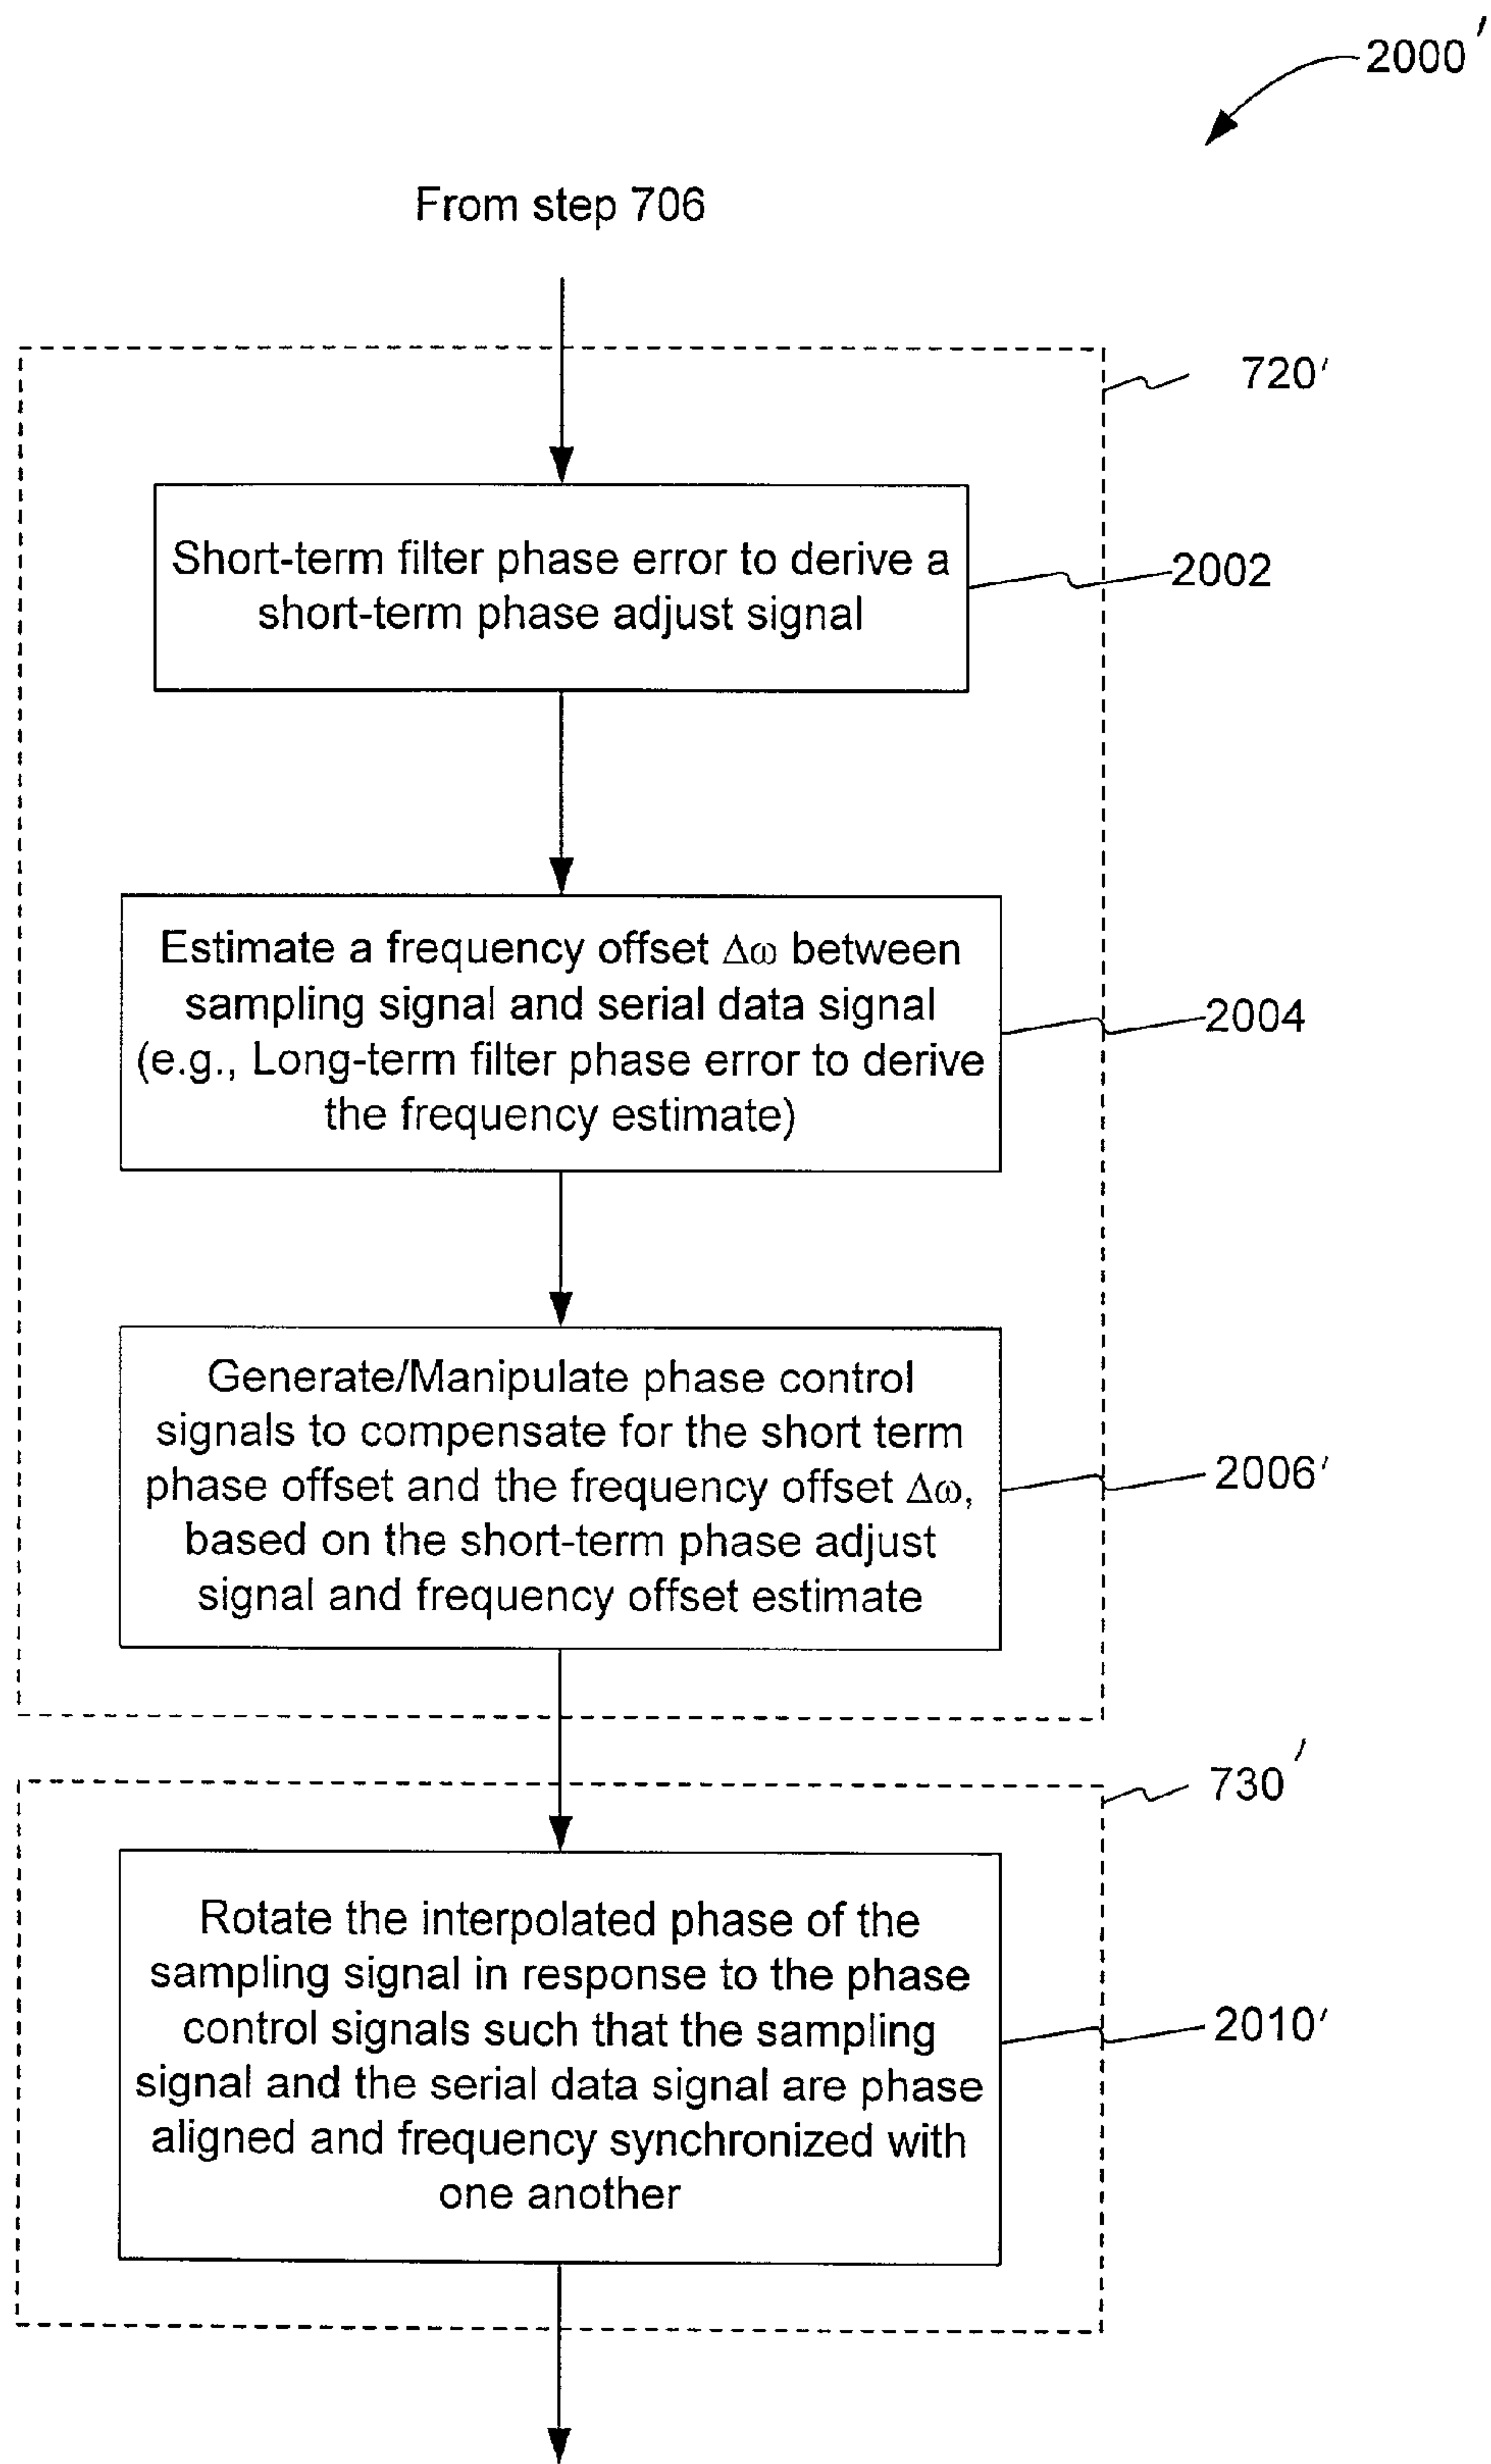 2000′
From step 706
720′
Short-term filter phase error to derive a
short-term phase adjust signal
2002
Estimate a frequency offset Δω between
sampling signal and serial data signal
(e.g., Long-term filter phase error to derive
the frequency estimate)
2004
Generate/Manipulate phase control
signals to compensate for the short term
phase offset and the frequency offset Δω,
based on the short-term phase adjust
signal and frequency offset estimate
2006′
730′
Rotate the interpolated phase of the
sampling signal in response to the phase
control signals such that the sampling
signal and the serial data signal are phase
aligned and frequency synchronized with
one another
2010′